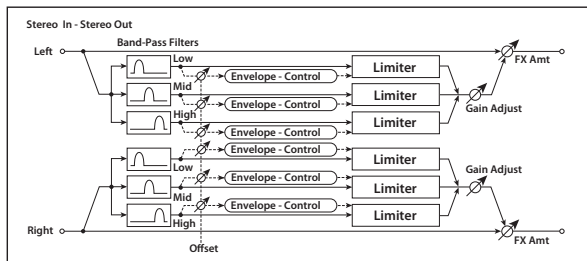 Stereo In - Stereo Out
Band-Pass Filters
Left
Low
Envelope - Control
Limiter
FX Amt
Mid
Envelope - Control
Limiter
Gain Adjust
High
Envelope - Control
Limiter
Envelope - Control
Low
Limiter
Gain Adjust
Envelope - Control
Mid
Limiter
Envelope - Control
High
Limiter
Right
FX Amt
Offset